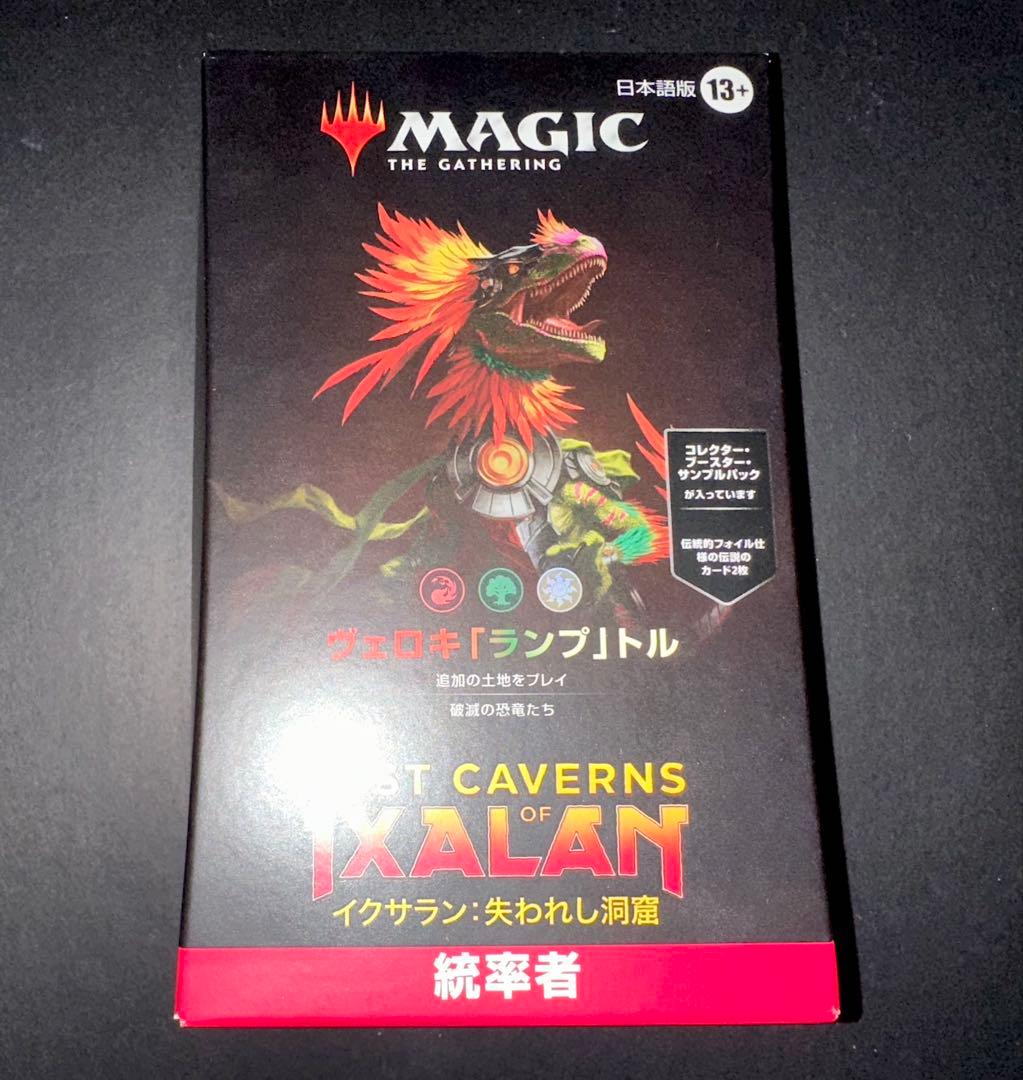 日本語版 13+
MAGIC
THE GATHERING
コレクター・
ブースター・
サンプルパック
が入っています
伝統的フォイル仕
様の伝説の
カード2枚
ヴェロキ「ランプ」トル
追加の土地をプレイ
破滅の恐竜たち
CAVERNS
OF
IXALAN
イクサラン：失われし洞窟
統率者